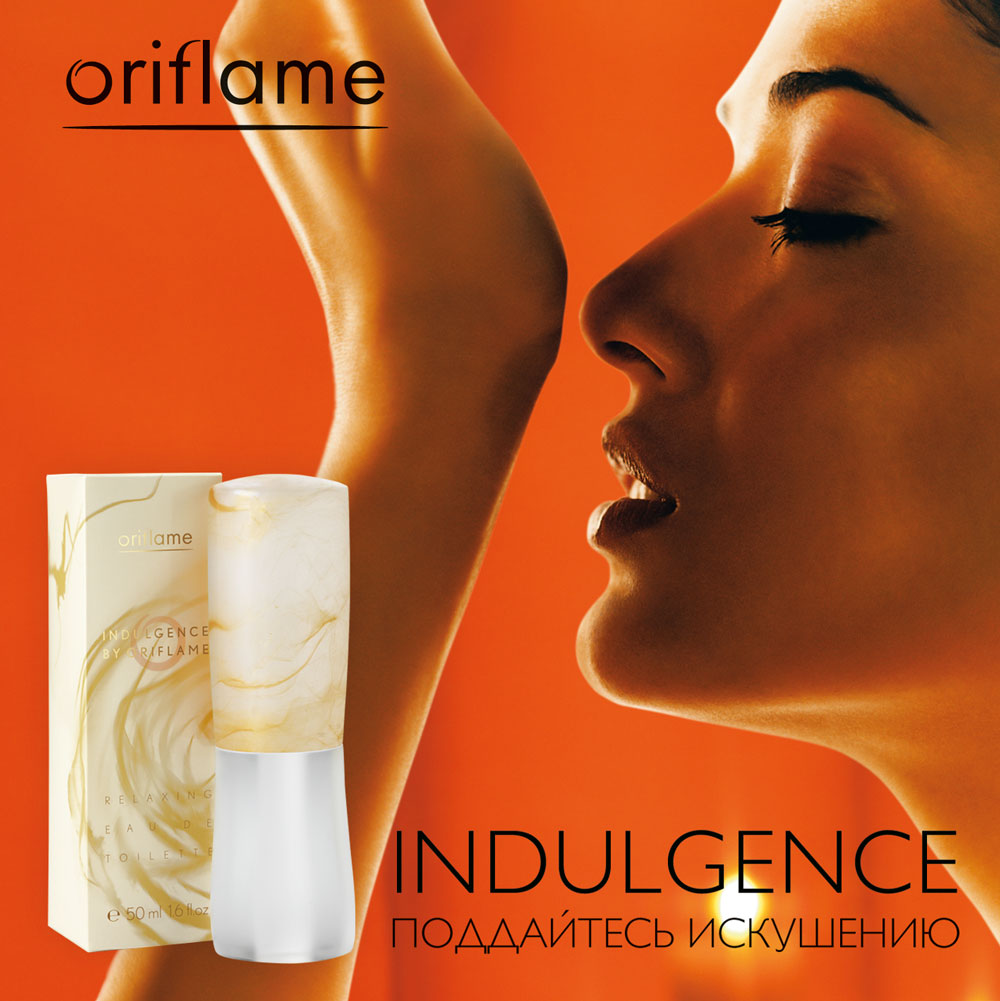 oriflame
oriflame
INDULGENCE
BY ORIFLAME
RELAXING
EAU DE
TOILETTE
e 50 ml 1.6 fl.oz
INDULGENCE
ПОДДАЙТЕСЬ ИСКУШЕНИЮ